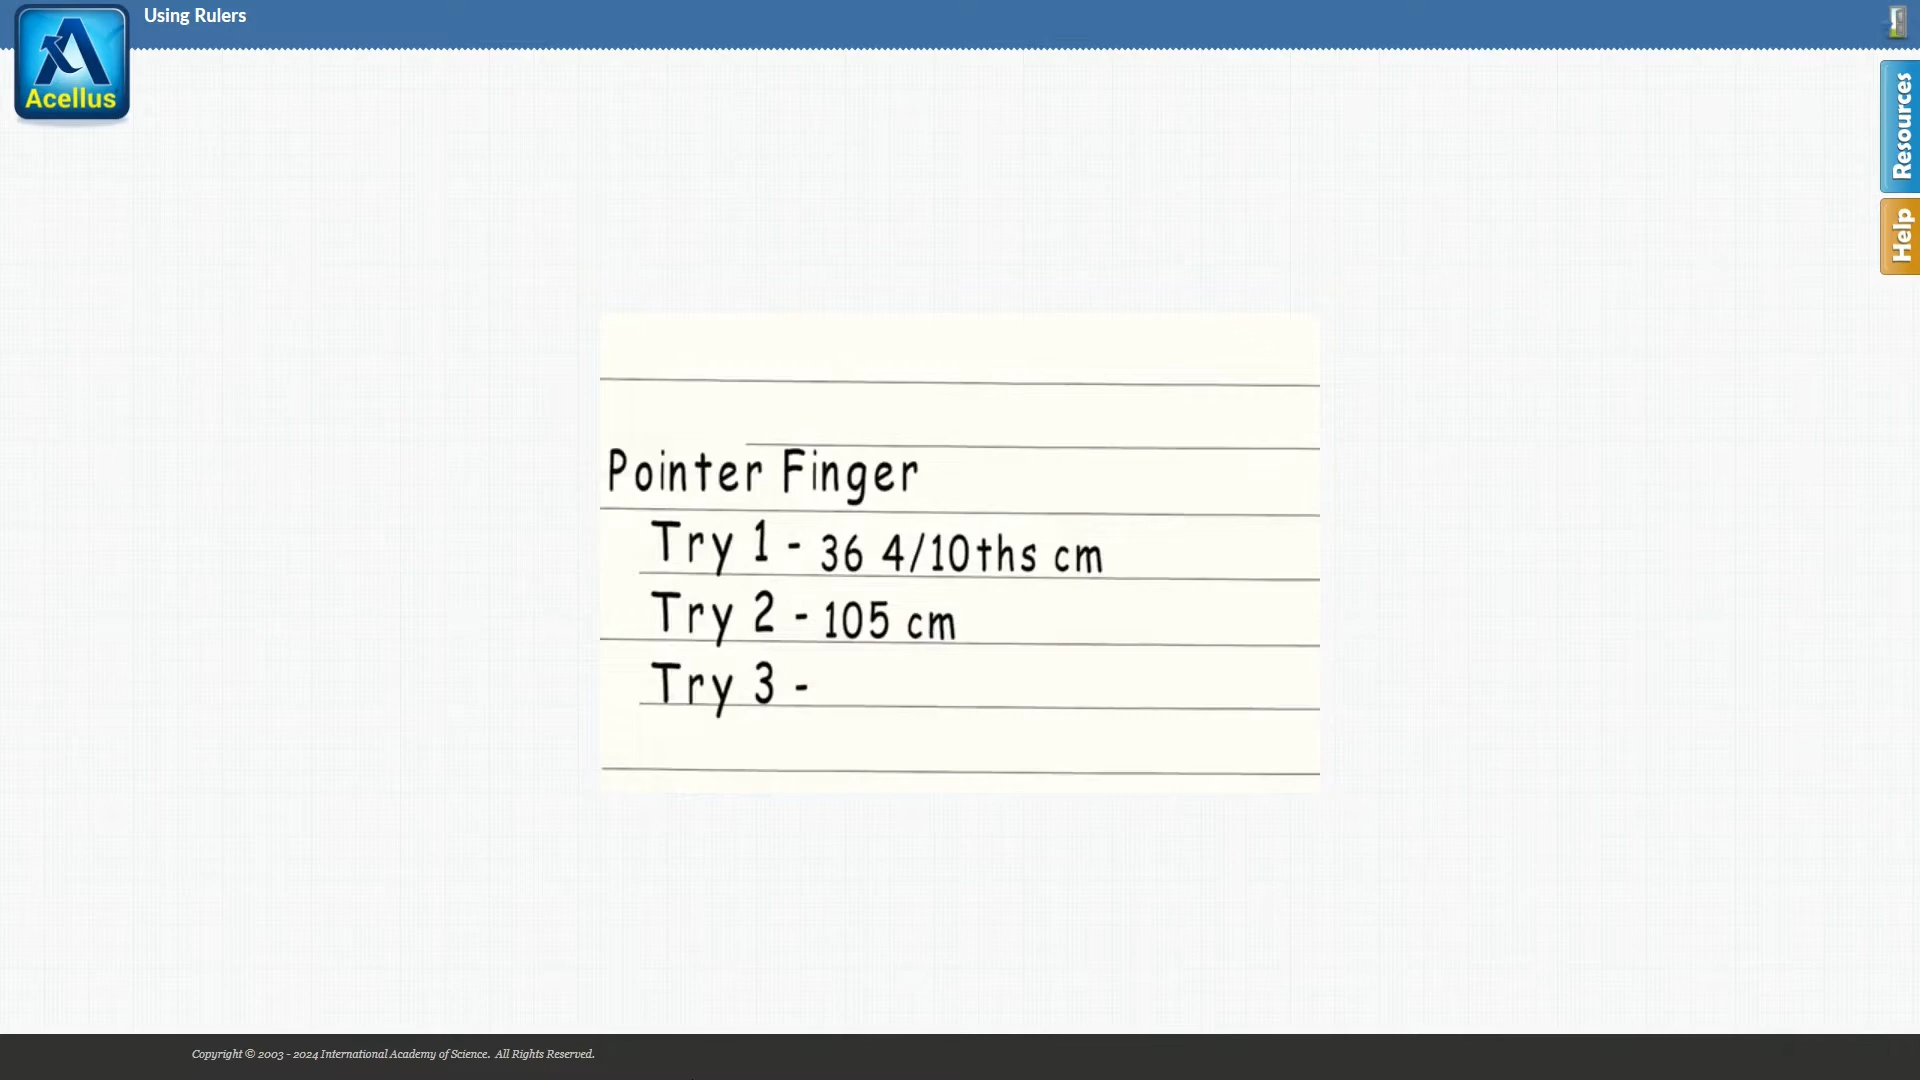 Using Rulers
Acellus
Resources
Help
Pointer Finger
Try 1 - 36 4/10ths cm
Try 2 - 105 cm
Try 3 -
Copyright © 2003 - 2024 International Academy of Science. All Rights Reserved.